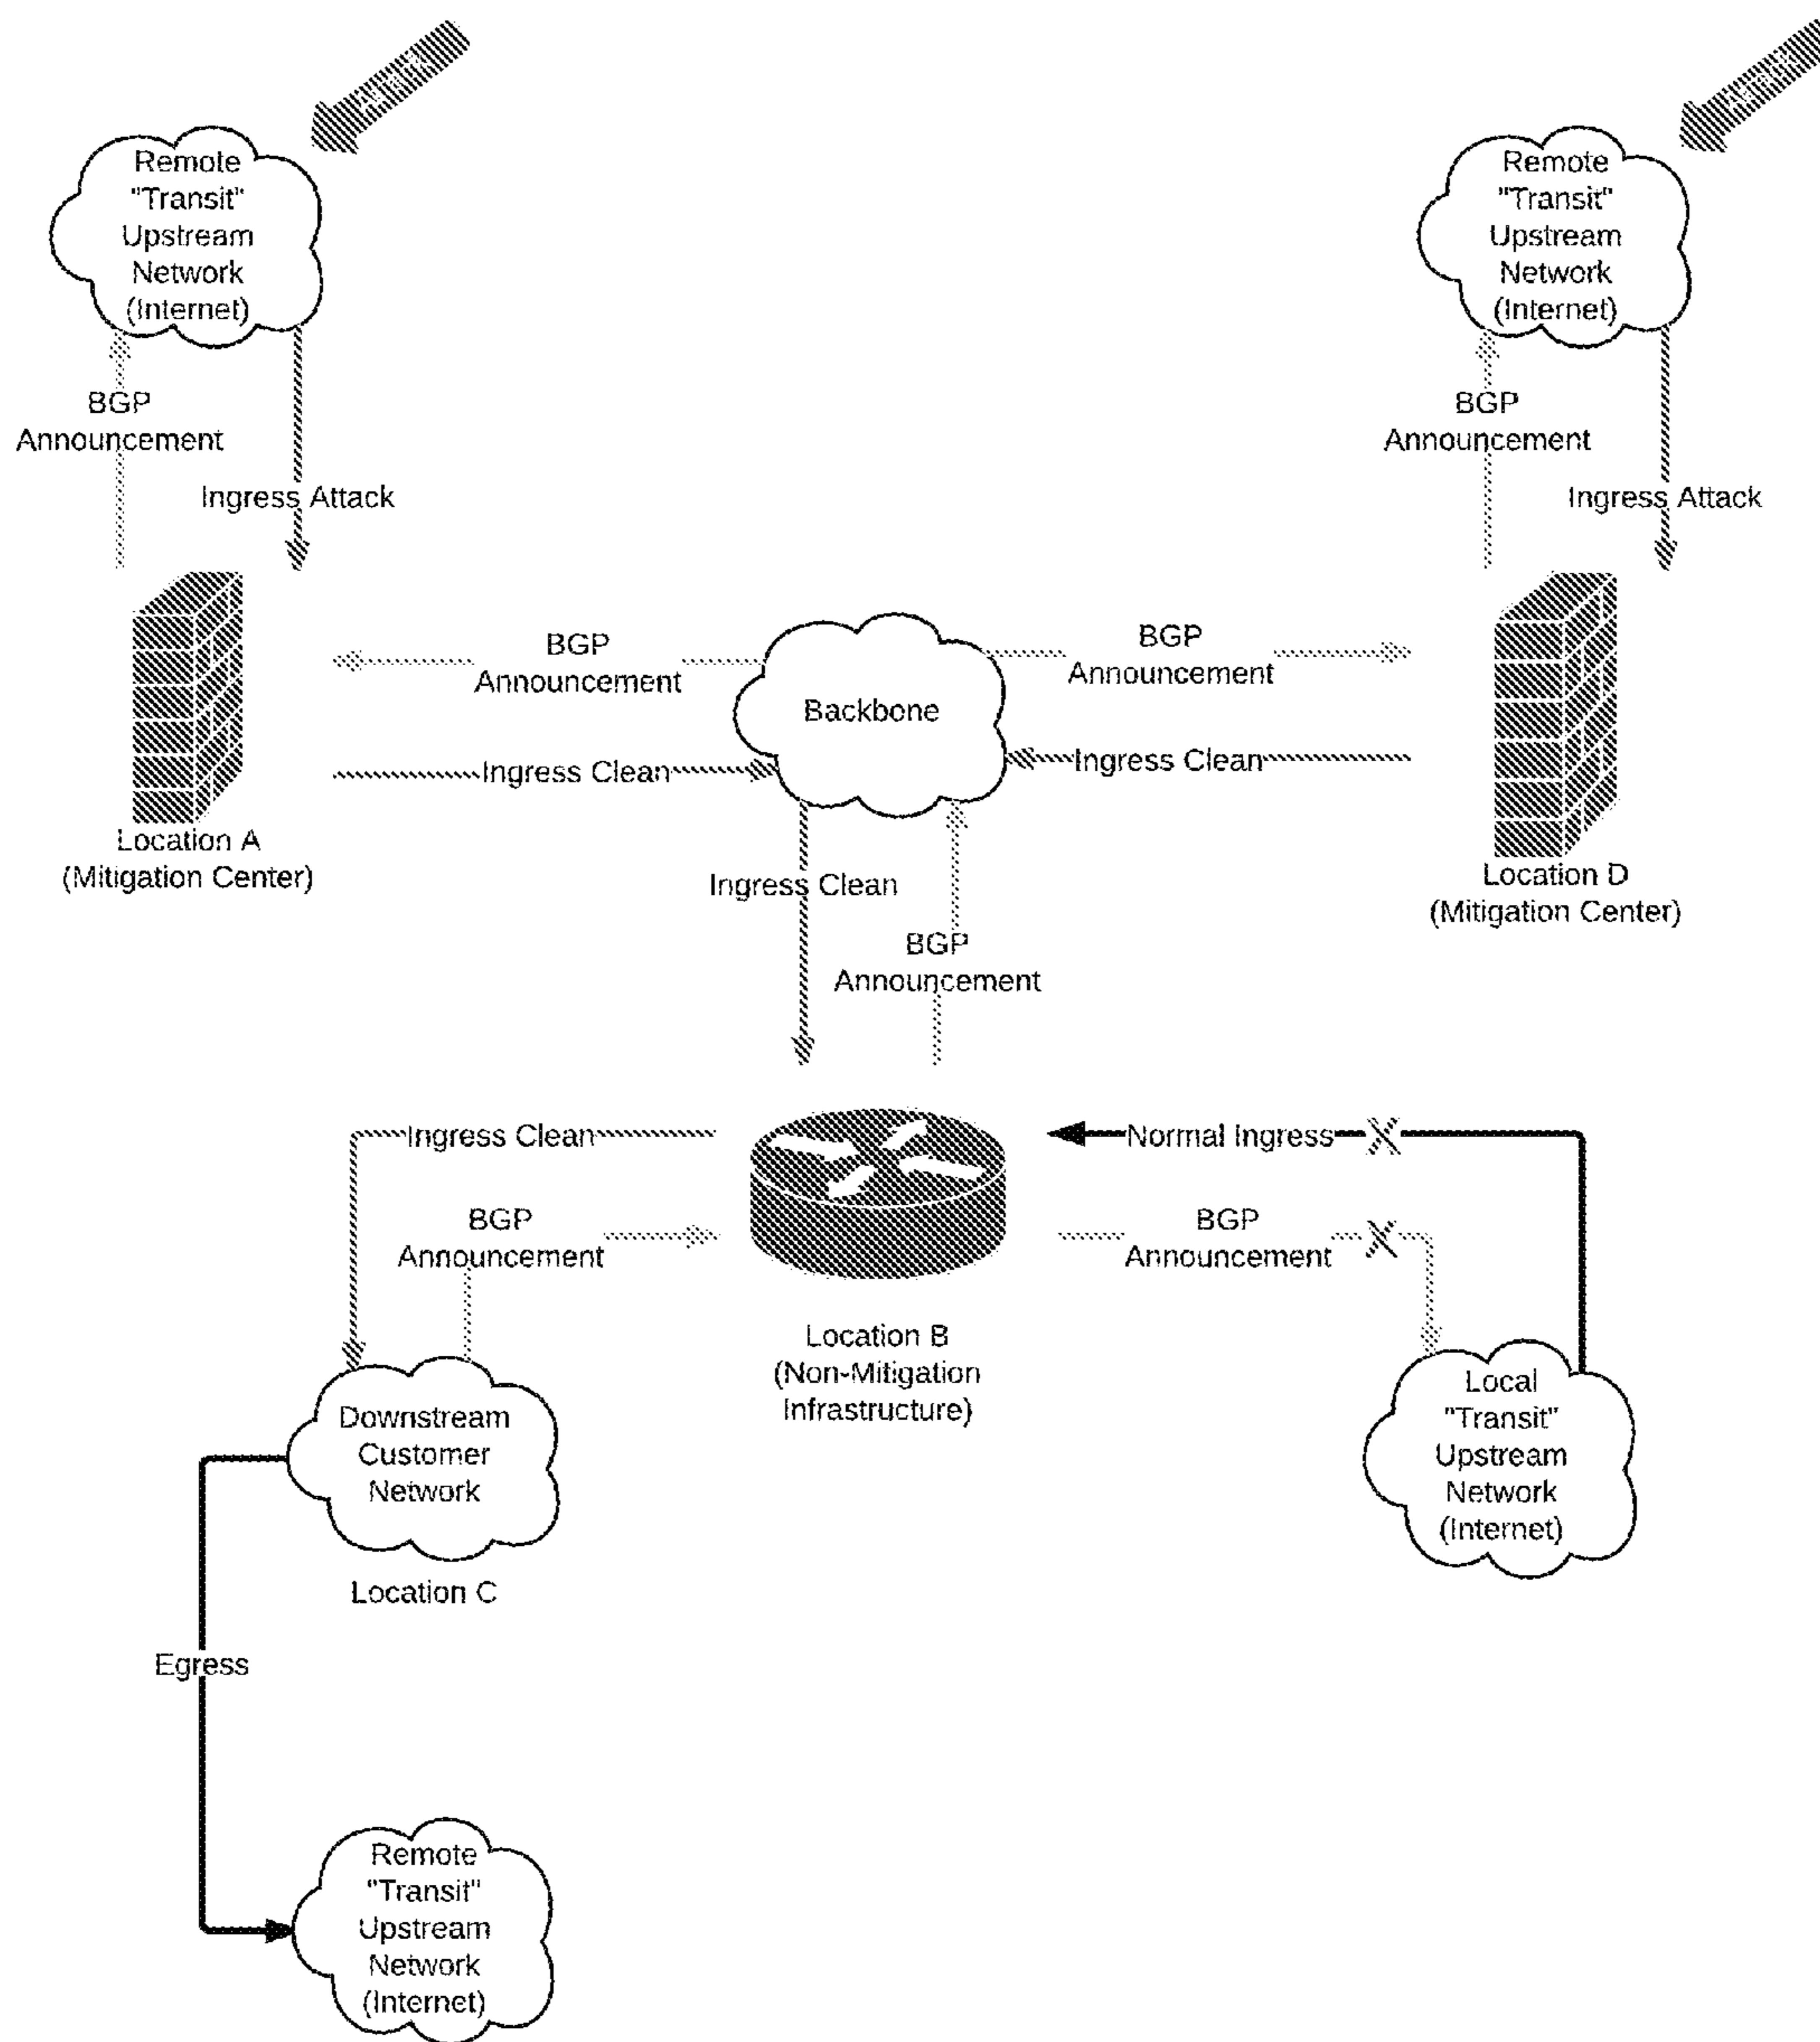 Remote
"Transit"
Upstream
Network
(Internet)
Remote
"Transit"
Upstream
Network
(Internet)
BGP
Announcement
Ingress Attack
BGP
Announcement
Ingress Attack
BGP
Announcement
Backbone
BGP
Announcement
Ingress Clean
Ingress Clean
Location A
(Mitigation Center)
Location D
(Mitigation Center)
Ingress Clean
BGP
Announcement
Ingress Clean
Normal Ingress
X
BGP
Announcement
BGP
Announcement
X
Location B
(Non-Mitigation
Infrastructure)
Downstream
Customer
Network
Location C
Local
"Transit"
Upstream
Network
(Internet)
Egress
Remote
"Transit"
Upstream
Network
(Internet)